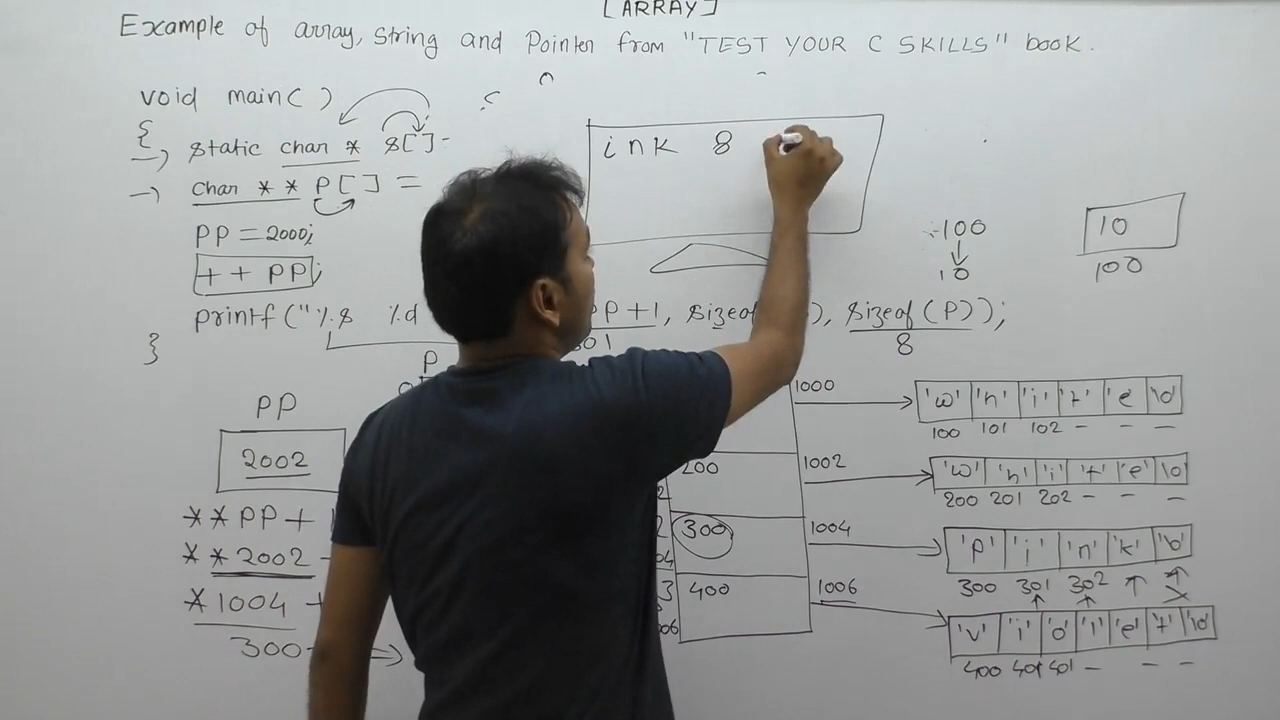 [ARRAY]
Example of array, String and Pointer from "TEST YOUR C SKILLS" book.
void main( )
{
static char * s[ ]
char * * P[ ] =
PP = 2000;
+ + PP;
printf("%s %d P+1, sizeof ), sizeof (P));
}
ink 8
100
10
10
100
301
8
P
PP
2002
**PP +
**2002
*1004 +
300
200
300
400
1000
1002
1004
1006
'w' 'h' 'i' 't' 'e' '\0'
100 101 102 - - -
'w' 'h' 'i' 't' 'e' '\0'
200 201 202 - - -
'P' 'i' 'n' 'k' '\0'
300 301 302
'v' 'i' 'o' 'l' 'e' 't' '\0'
400 401 401 - - -